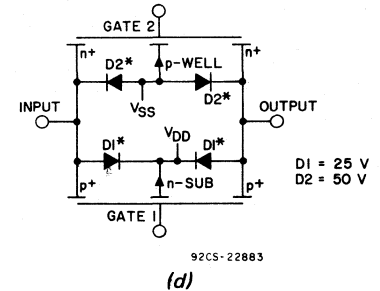 GATE 2
n+ p-WELL n+
D2* D2*
VSS
INPUT OUTPUT
VDD
D1* D1*
D1 = 25 V
p+ n-SUB p+
D2 = 50 V
GATE 1
92CS-22883
(d)